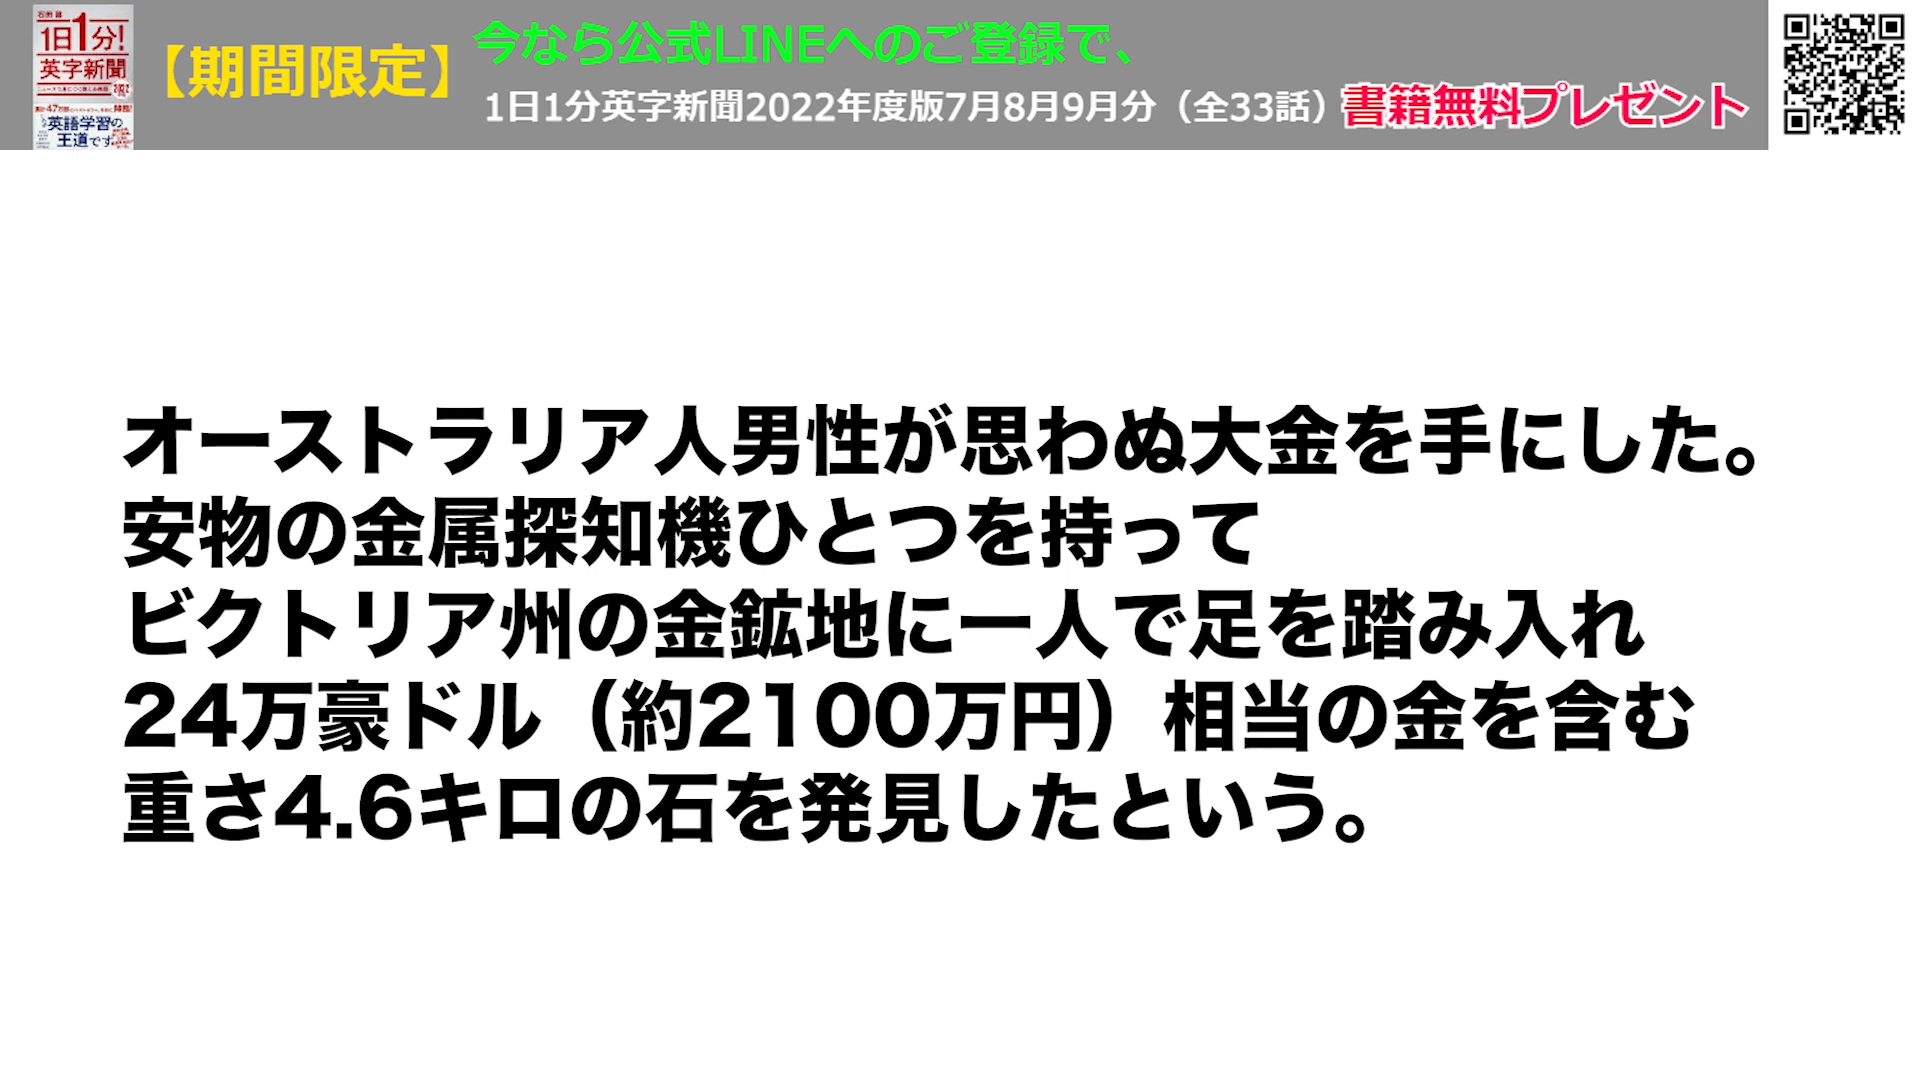 石田 健
1日1分!
英字新聞
2022
47万部
英語学習の
王道です
【期間限定】
今なら公式LINEへのご登録で、
1日1分英字新聞2022年度版7月8月9月分（全33話）書籍無料プレゼント
オーストラリア人男性が思わぬ大金を手にした。
安物の金属探知機ひとつを持って
ビクトリア州の金鉱地に一人で足を踏み入れ
24万豪ドル（約2100万円）相当の金を含む
重さ4.6キロの石を発見したという。